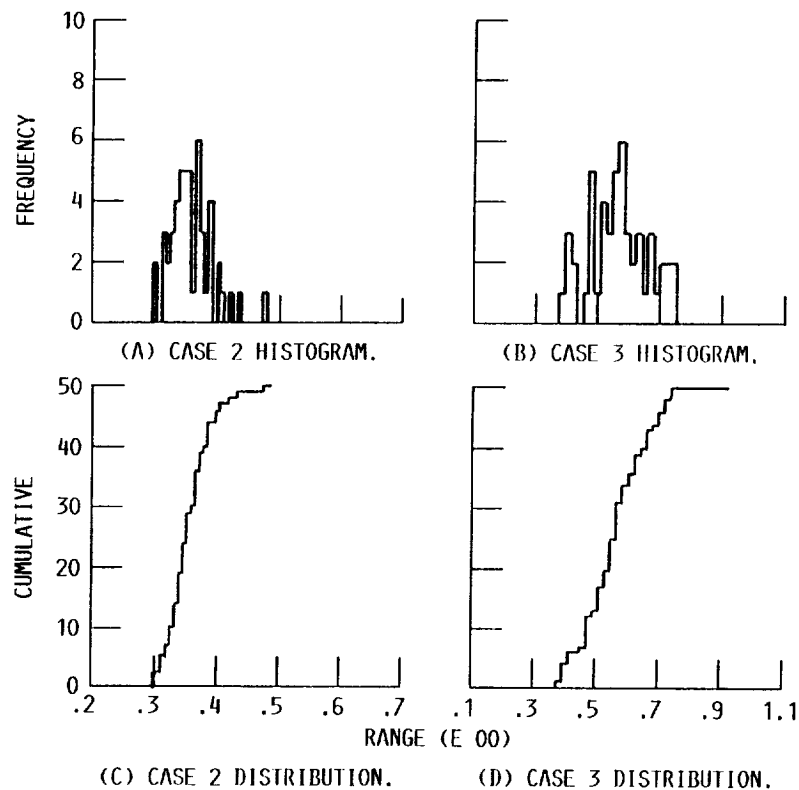 10
8
6
4
2
0
FREQUENCY
(A) CASE 2 HISTOGRAM.
(B) CASE 3 HISTOGRAM.
50
40
30
20
10
0
CUMULATIVE
.2 .3 .4 .5 .6 .7
.1 .3 .5 .7 .9 1.1
RANGE (E 00)
(C) CASE 2 DISTRIBUTION.
(D) CASE 3 DISTRIBUTION.